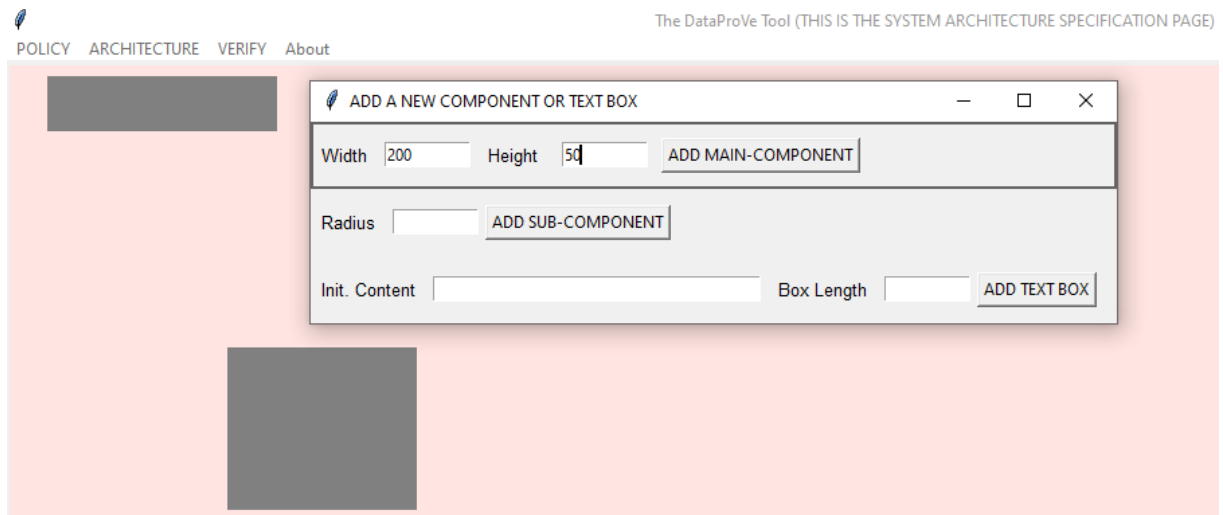 The DataProVe Tool (THIS IS THE SYSTEM ARCHITECTURE SPECIFICATION PAGE)
POLICY ARCHITECTURE VERIFY About
ADD A NEW COMPONENT OR TEXT BOX
Width 200 Height 50 ADD MAIN-COMPONENT
Radius ADD SUB-COMPONENT
Init. Content Box Length ADD TEXT BOX